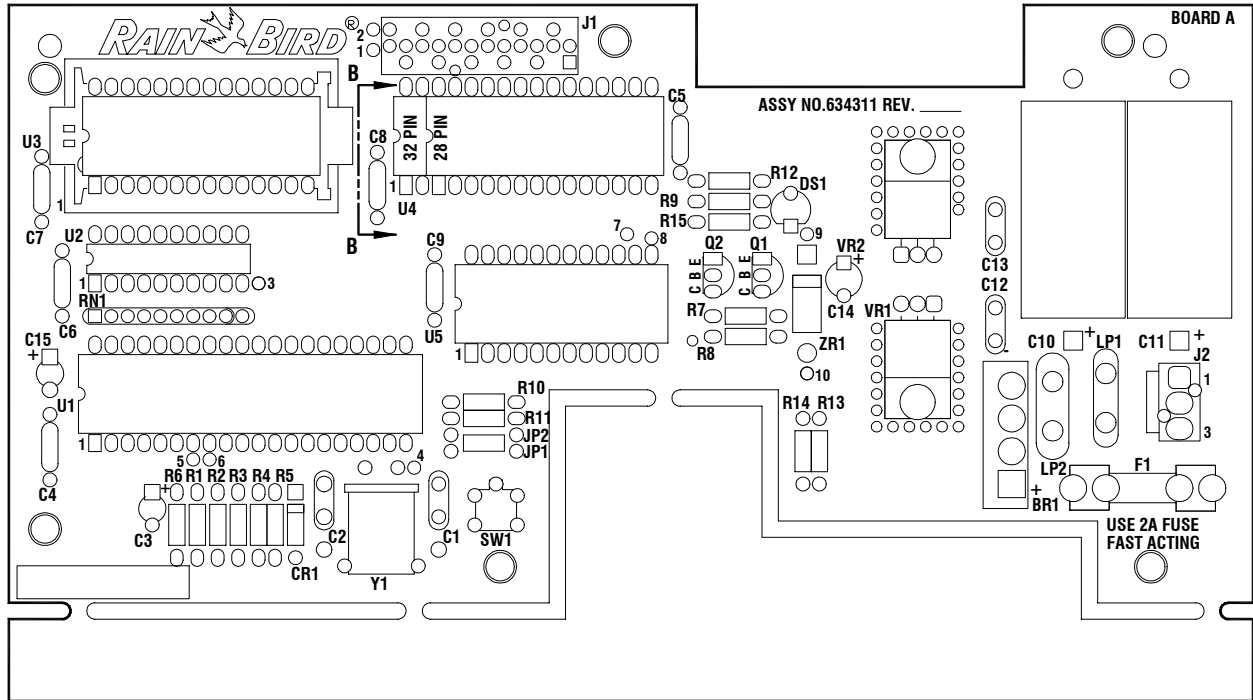 RAIN BIRD®
J1
BOARD A
2
1
B
ASSY NO.634311 REV. _____
C5
U3
C8
32 PIN
28 PIN
R12
DS1
1
1
U4
R9
R15
C7
U2
B
C9
7
8
9
Q2
Q1
VR2
+
C B E
C B E
C13
1
3
RN1
C12
C14
VR1
C6
U5
R7
C15
+
1
R8
ZR1
C10
+
LP1
C11
+
J2
-
10
1
U1
R10
R11
R14
R13
3
1
JP2
JP1
5
6
4
LP2
F1
R6
R1
R2
R3
R4
R5
+
+
BR1
C4
C3
C2
C1
SW1
USE 2A FUSE
FAST ACTING
CR1
Y1